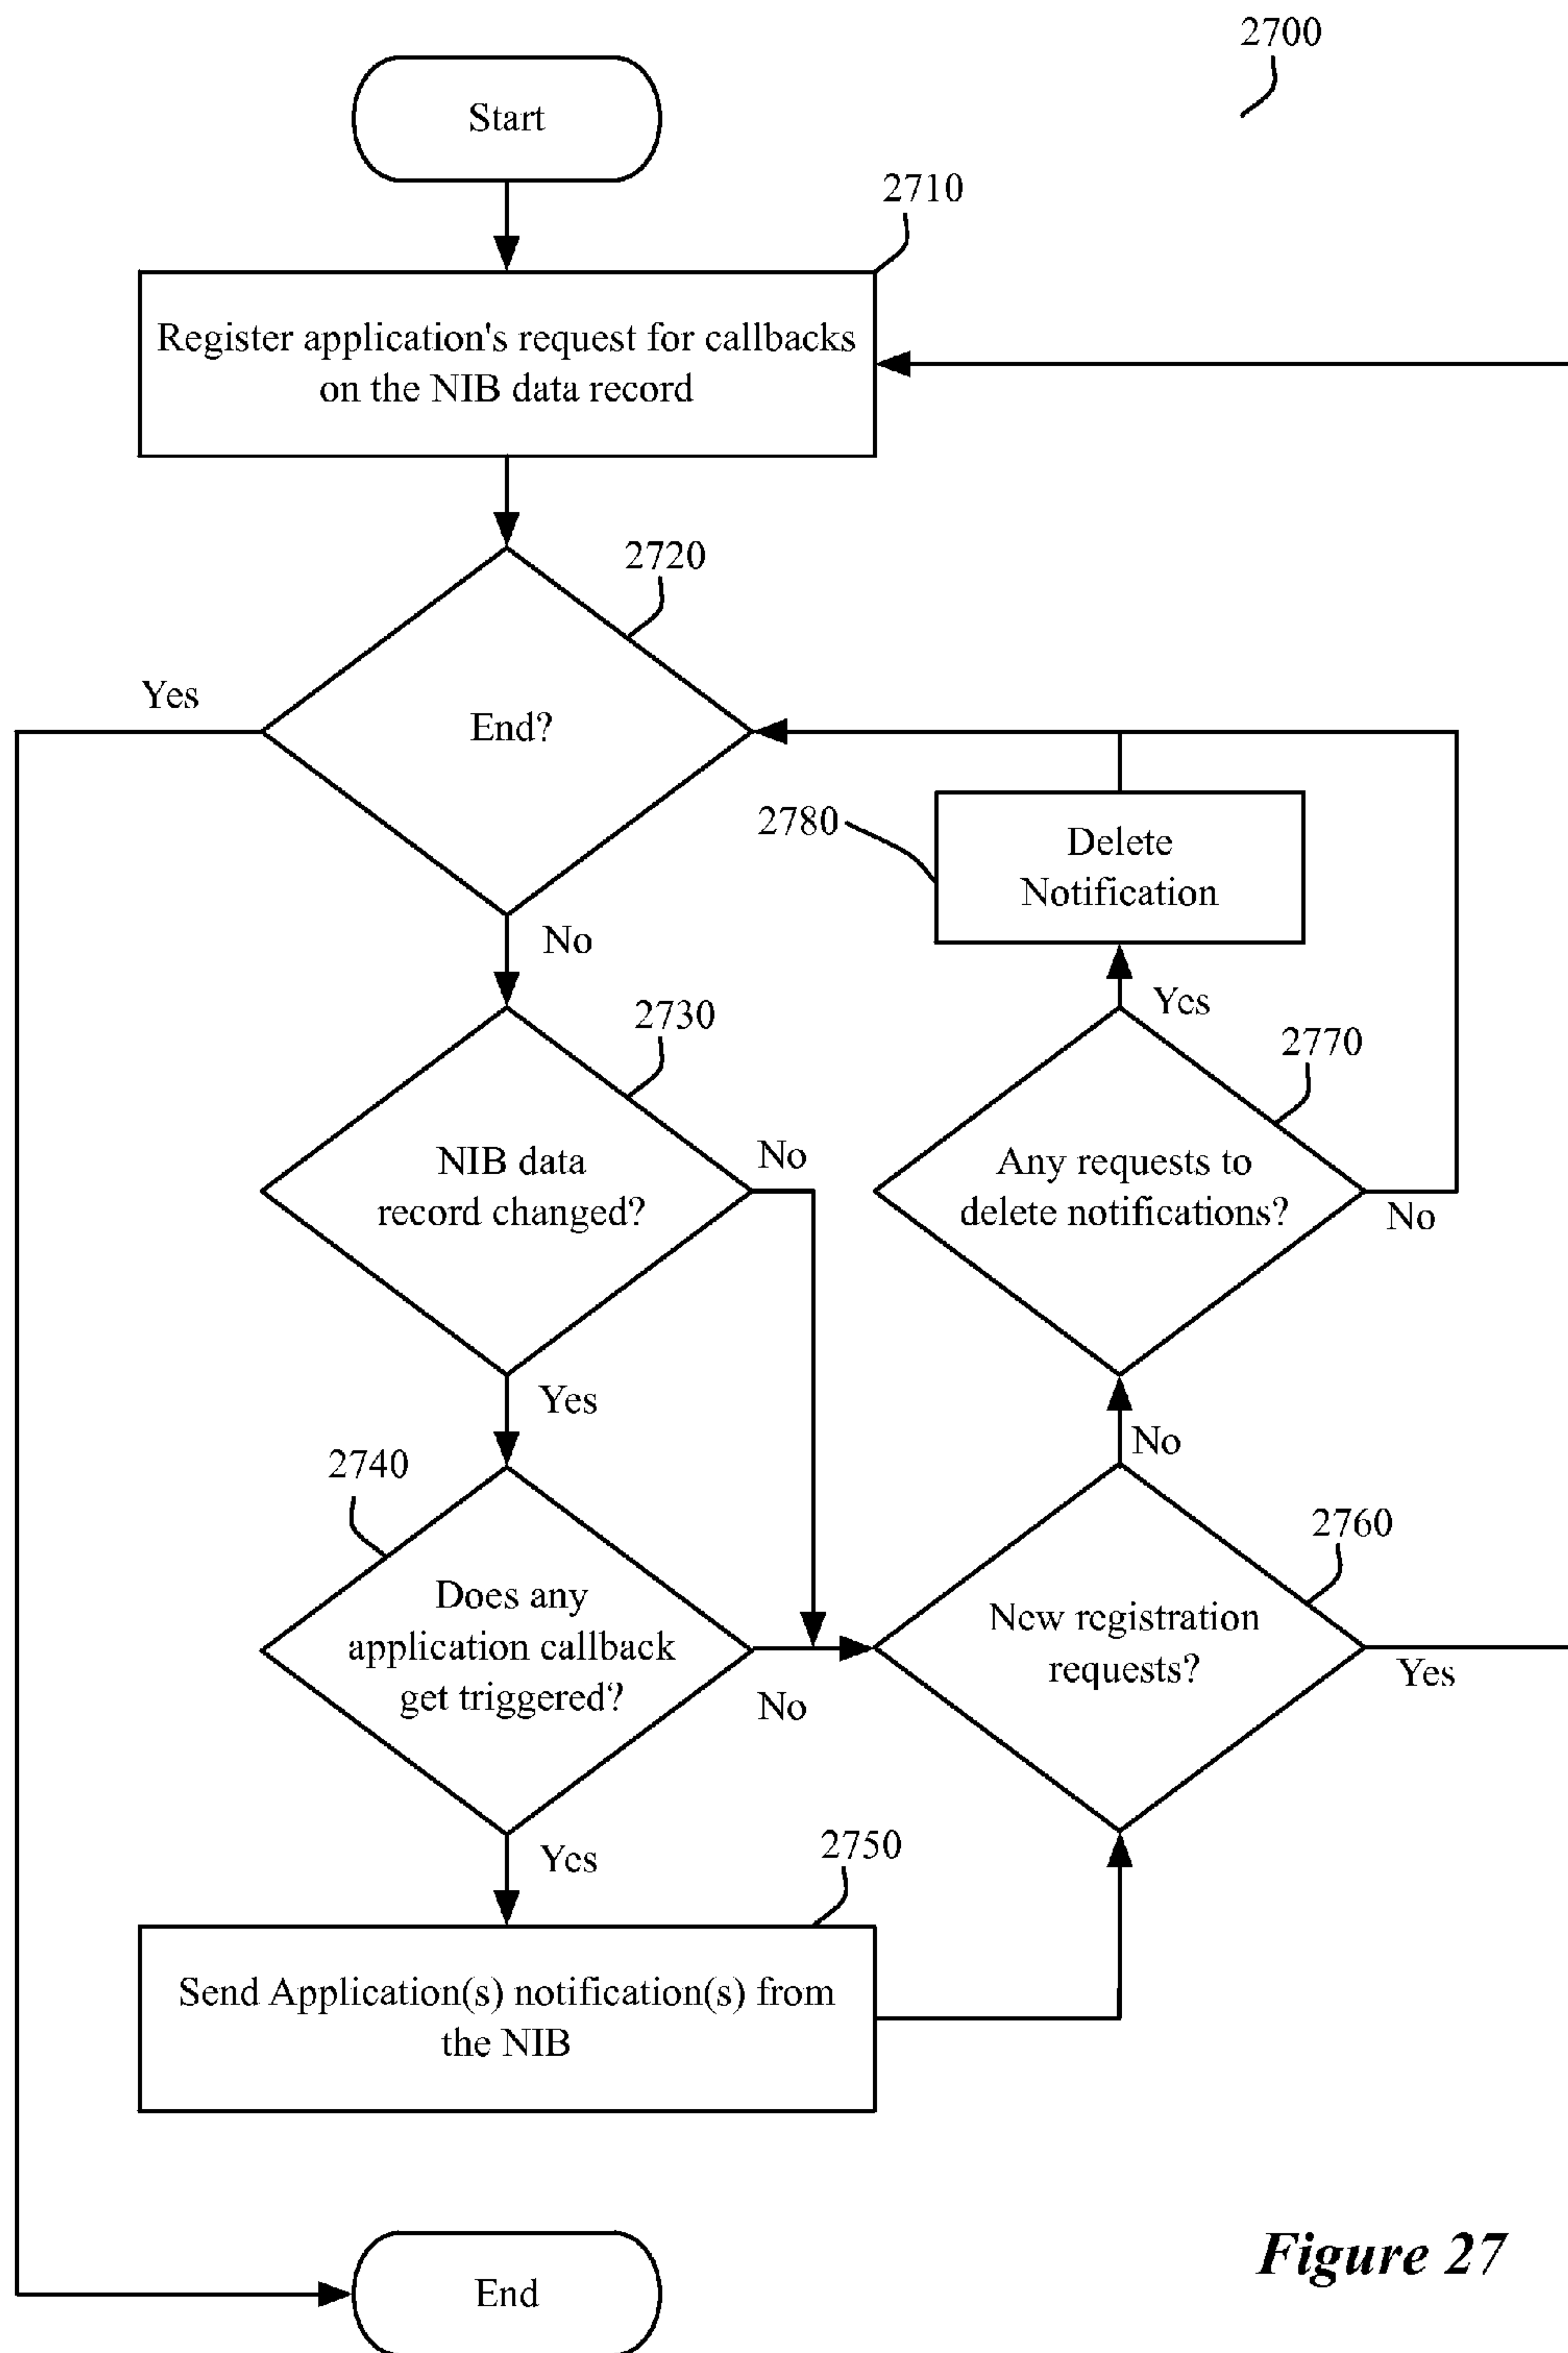 2700
Start
2710
Register application's request for callbacks
on the NIB data record
2720
Yes
End?
2780
Delete
Notification
No
2730
Yes
2770
NIB data
record changed?
No
Any requests to
delete notifications?
No
Yes
No
2740
2760
Does any
application callback
get triggered?
New registration
requests?
No
Yes
Yes
2750
Send Application(s) notification(s) from
the NIB
Figure 27
End